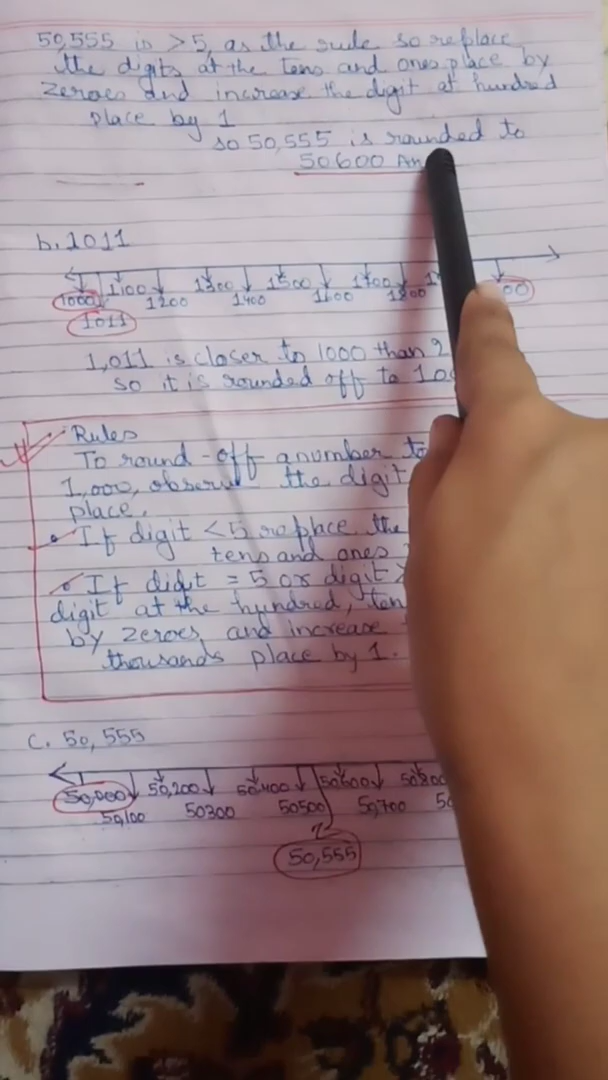 50,555 is >5, as the rule so replace
the digits at the tens and ones place by
zeroes and increase the digit at hundred
place by 1
so 50,555 is rounded to
50600
b. 1011
1000 1100 1200 1300 1400 1500 1600 1700 1800
1011
1,011 is closer to 1000 than
so it is rounded off to
Rules
To round-off a number to
1,000, observe the digit
place.
If digit <5 replace the
tens and ones
If digit = 5 or digit
digit at the hundred, ten
by zeroes and increase
thousands place by 1.
C. 50,555
50,000 50,100 50,200 50300 50,400 50500 50,600 50,700
50,555